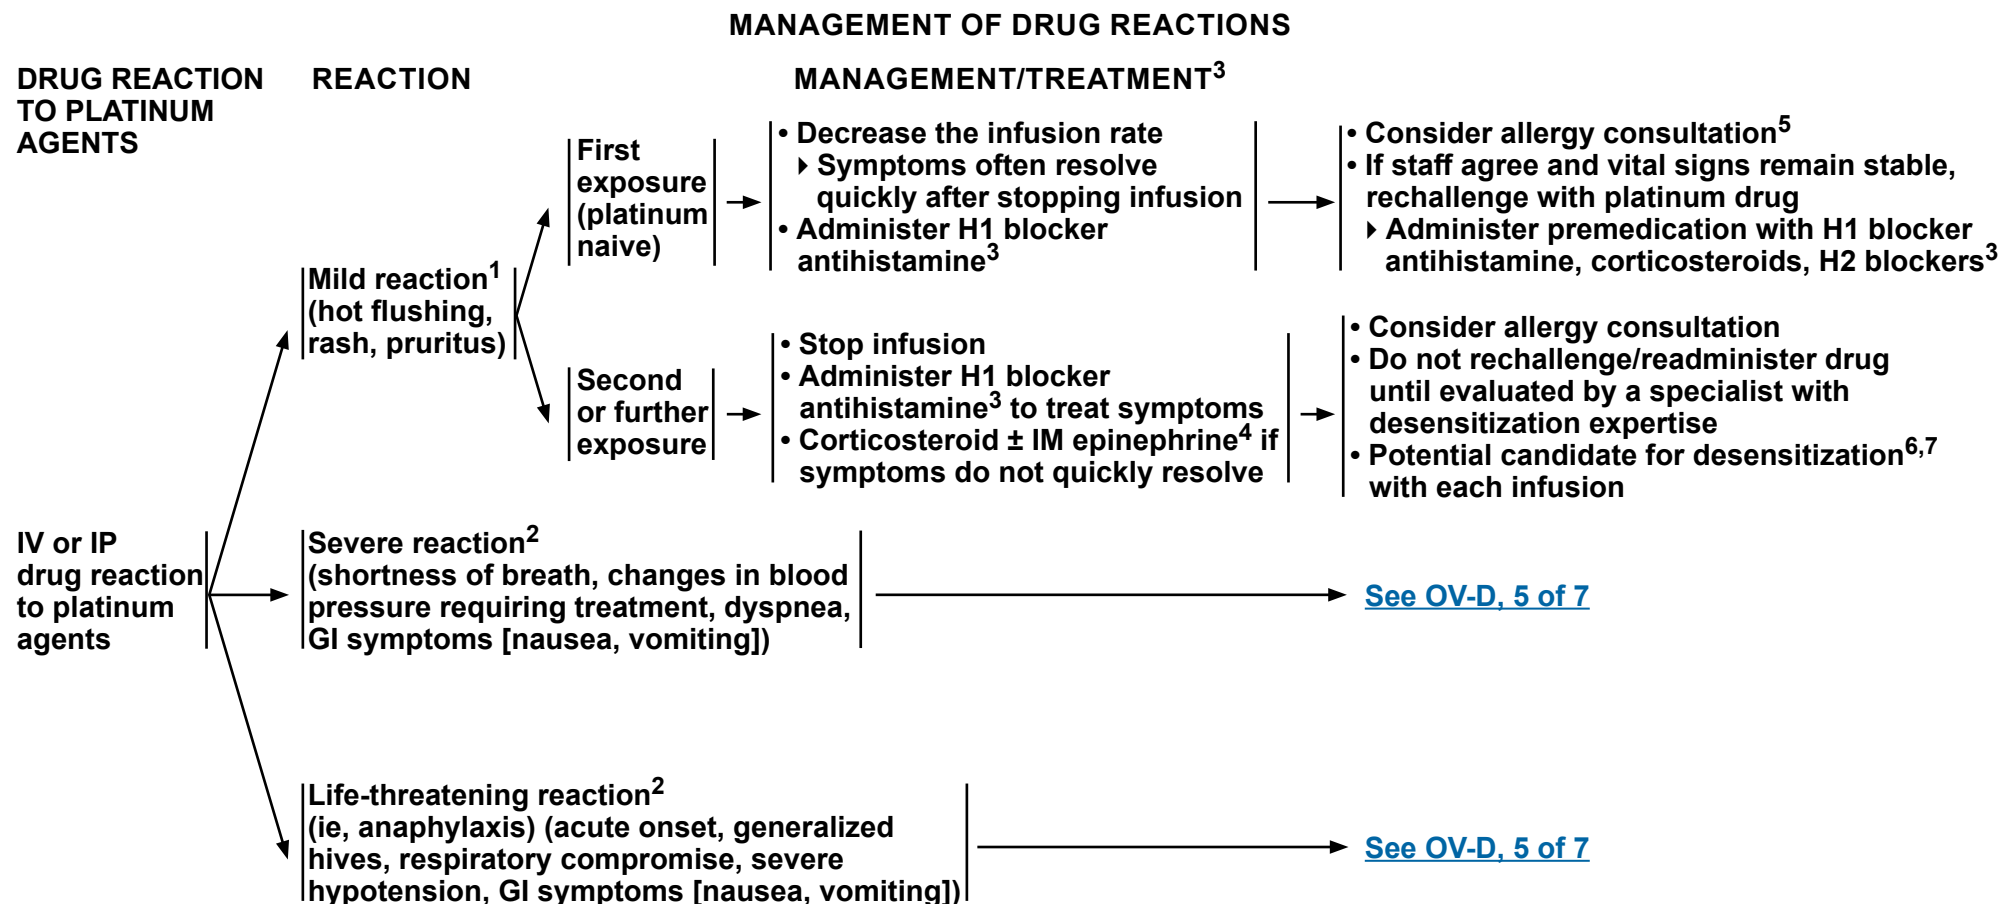 MANAGEMENT OF DRUG REACTIONS
DRUG REACTION
TO PLATINUM
AGENTS
REACTION
MANAGEMENT/TREATMENT3
IV or IP
drug reaction
to platinum
agents
Mild reaction1
(hot flushing,
rash, pruritus)
First
exposure
(platinum
naive)
• Decrease the infusion rate
▸ Symptoms often resolve
quickly after stopping infusion
• Administer H1 blocker
antihistamine3
• Consider allergy consultation5
• If staff agree and vital signs remain stable,
rechallenge with platinum drug
▸ Administer premedication with H1 blocker
antihistamine, corticosteroids, H2 blockers3
Second
or further
exposure
• Stop infusion
• Administer H1 blocker
antihistamine3 to treat symptoms
• Corticosteroid ± IM epinephrine4 if
symptoms do not quickly resolve
• Consider allergy consultation
• Do not rechallenge/readminister drug
until evaluated by a specialist with
desensitization expertise
• Potential candidate for desensitization6,7
with each infusion
Severe reaction2
(shortness of breath, changes in blood
pressure requiring treatment, dyspnea,
GI symptoms [nausea, vomiting])
See OV-D, 5 of 7
Life-threatening reaction2
(ie, anaphylaxis) (acute onset, generalized
hives, respiratory compromise, severe
hypotension, GI symptoms [nausea, vomiting])
See OV-D, 5 of 7